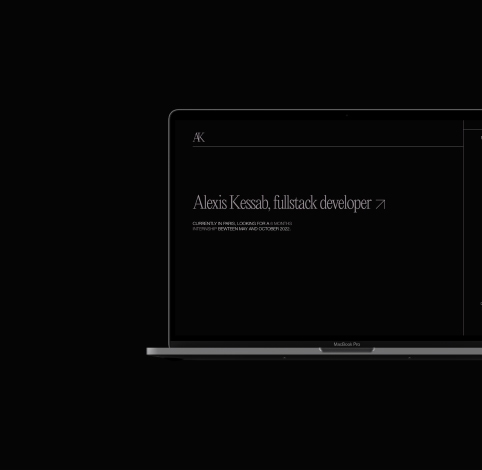 AK
Alexis Kessab, fullstack developer
CURRENTLY IN PARIS, LOOKING FOR A 6 MONTHS
INTERNSHIP BEWTEEN MAY AND OCTOBER 2022.
MacBook Pro